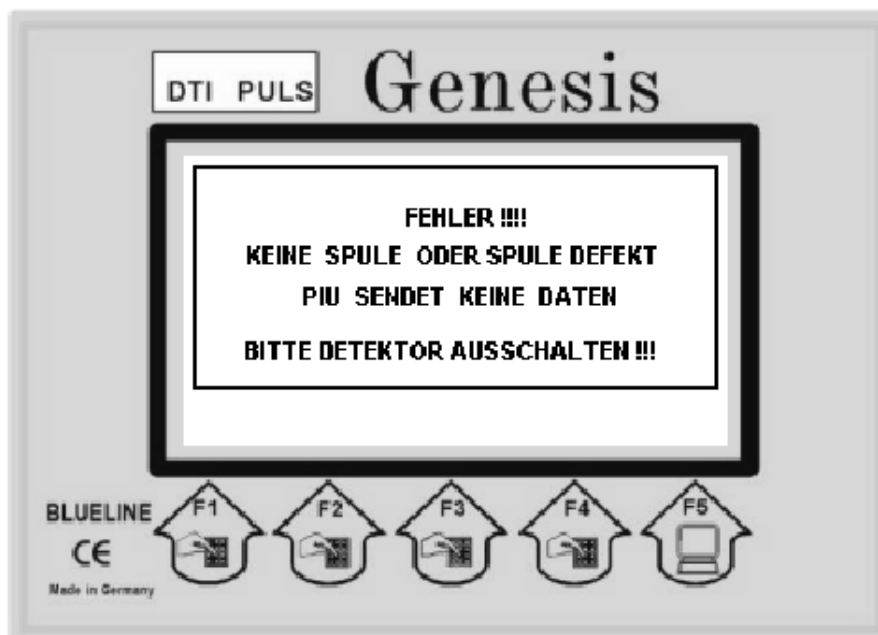 DTI PULS
Genesis
FEHLER !!!!
KEINE SPULE ODER SPULE DEFEKT
PIU SENDET KEINE DATEN
BITTE DETEKTOR AUSSCHALTEN !!!
F1 F2 F3 F4 F5
BLUELINE
CE
Made in Germany